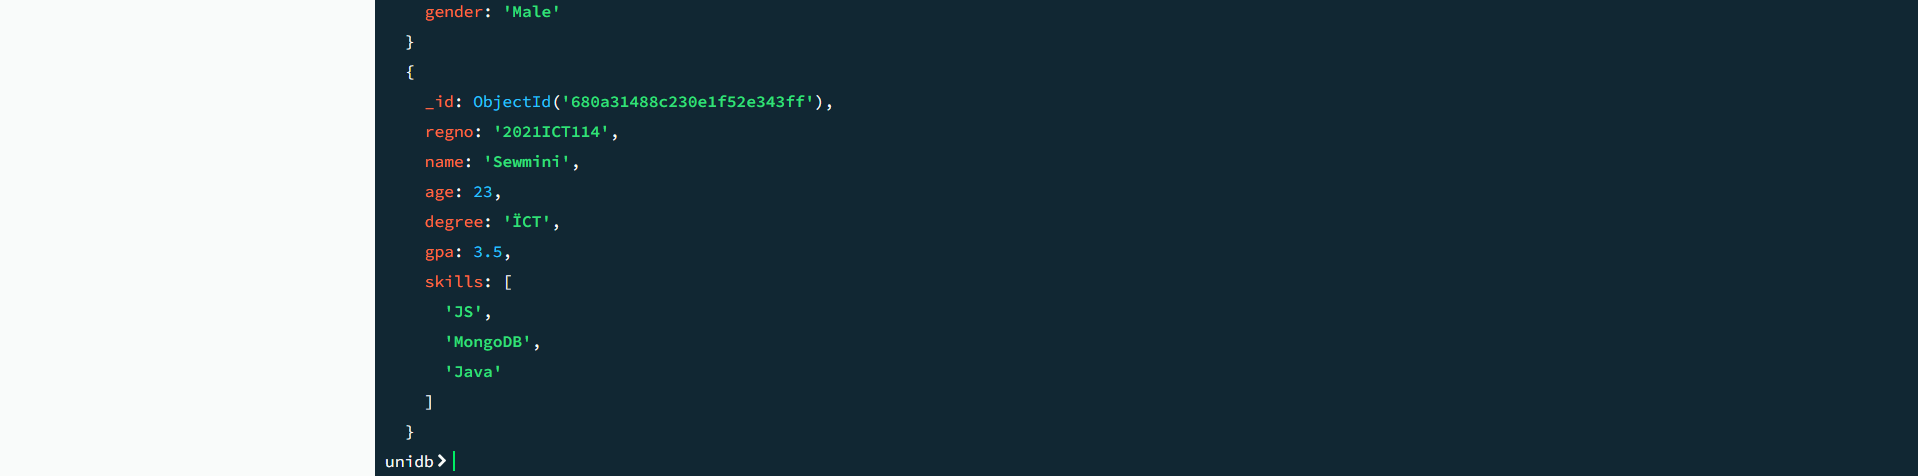 gender: 'Male'
}
{
_id: ObjectId('680a31488c230e1f52e343ff'),
regno: '2021ICT114',
name: 'Sewmini',
age: 23,
degree: 'ÏCT',
gpa: 3.5,
skills: [
'JS',
'MongoDB',
'Java'
]
}
unidb>